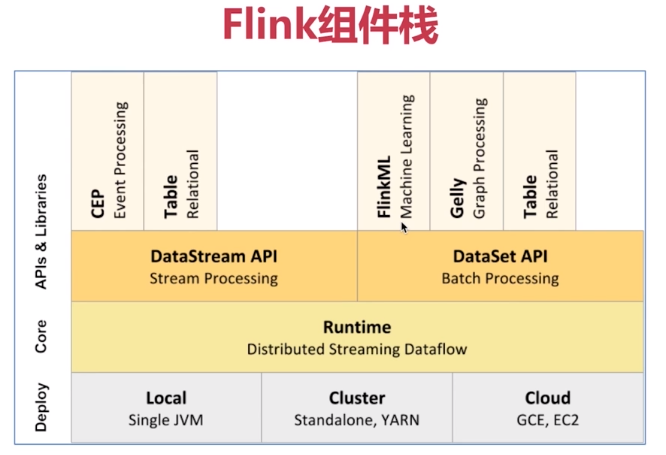 Flink组件栈
APIs & Libraries
CEP
Event Processing
Table
Relational
FlinkML
Machine Learning
Gelly
Graph Processing
Table
Relational
DataStream API
Stream Processing
DataSet API
Batch Processing
Core
Runtime
Distributed Streaming Dataflow
Deploy
Local
Single JVM
Cluster
Standalone, YARN
Cloud
GCE, EC2